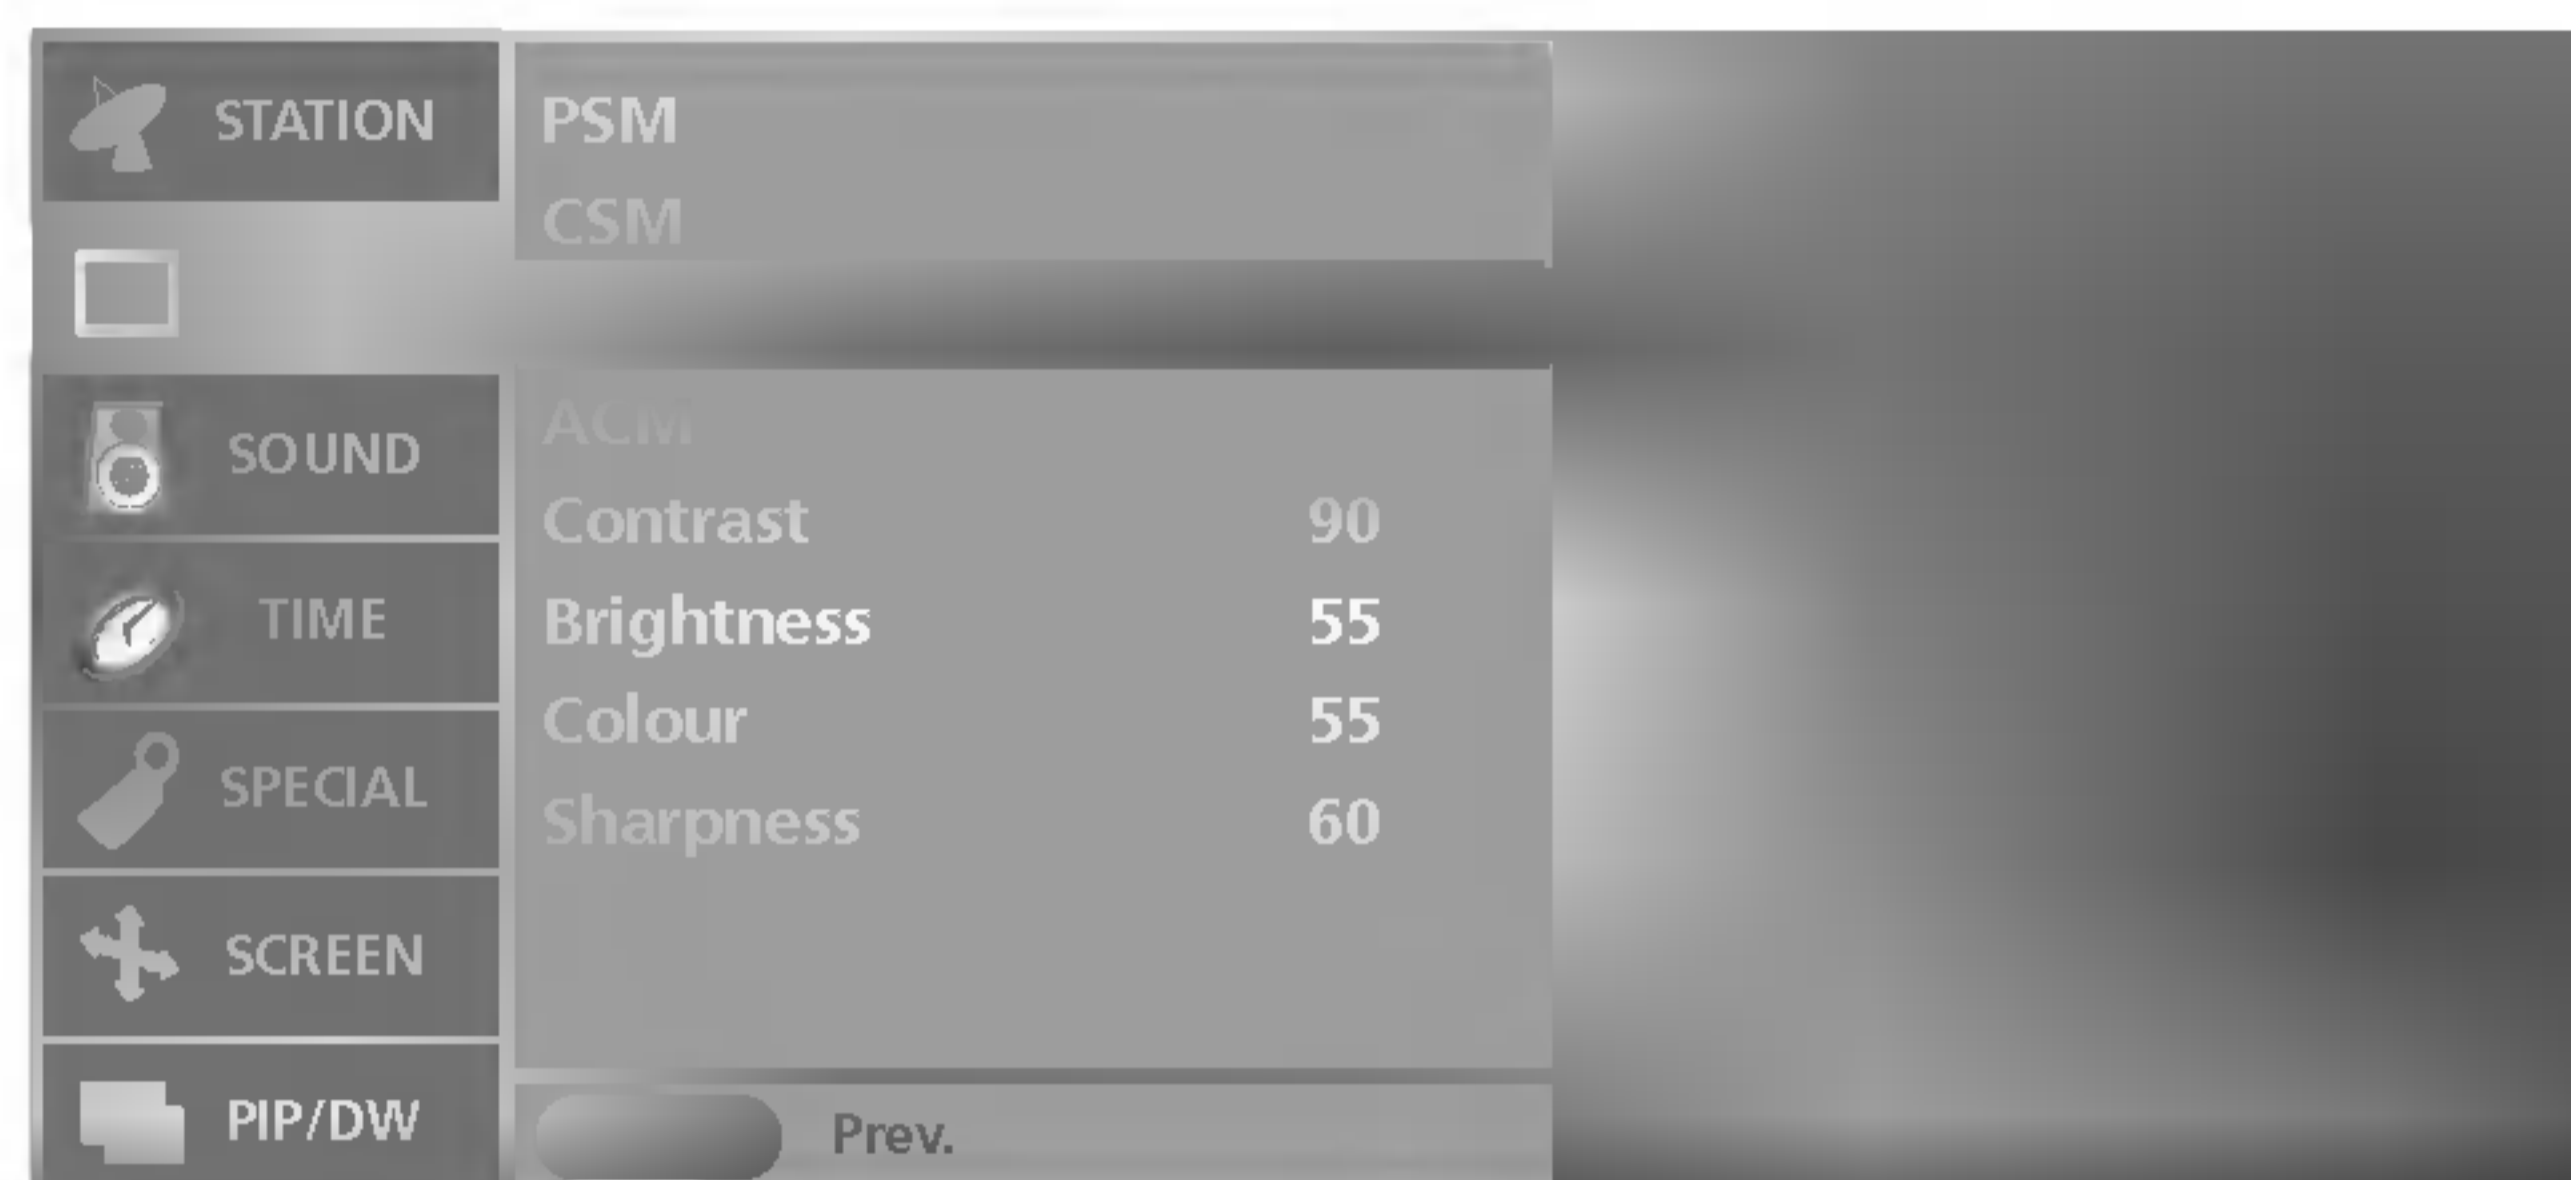 STATION
PSM
CSM
SOUND
ACM
Contrast 90
TIME
Brightness 55
Colour 55
SPECIAL
Sharpness 60
SCREEN
PIP/DW
Prev.